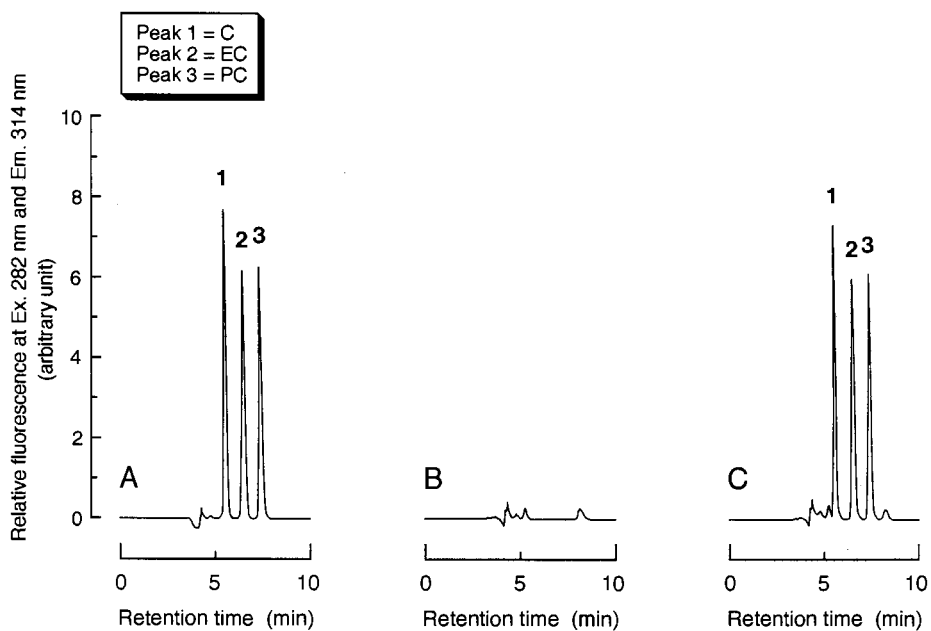 Peak 1 = C
Peak 2 = EC
Peak 3 = PC
Relative fluorescence at Ex. 282 nm and Em. 314 nm
(arbitrary unit)
10
8
6
4
2
0
1
2 3
A
0 5 10
Retention time (min)
B
0 5 10
Retention time (min)
1
2 3
C
0 5 10
Retention time (min)